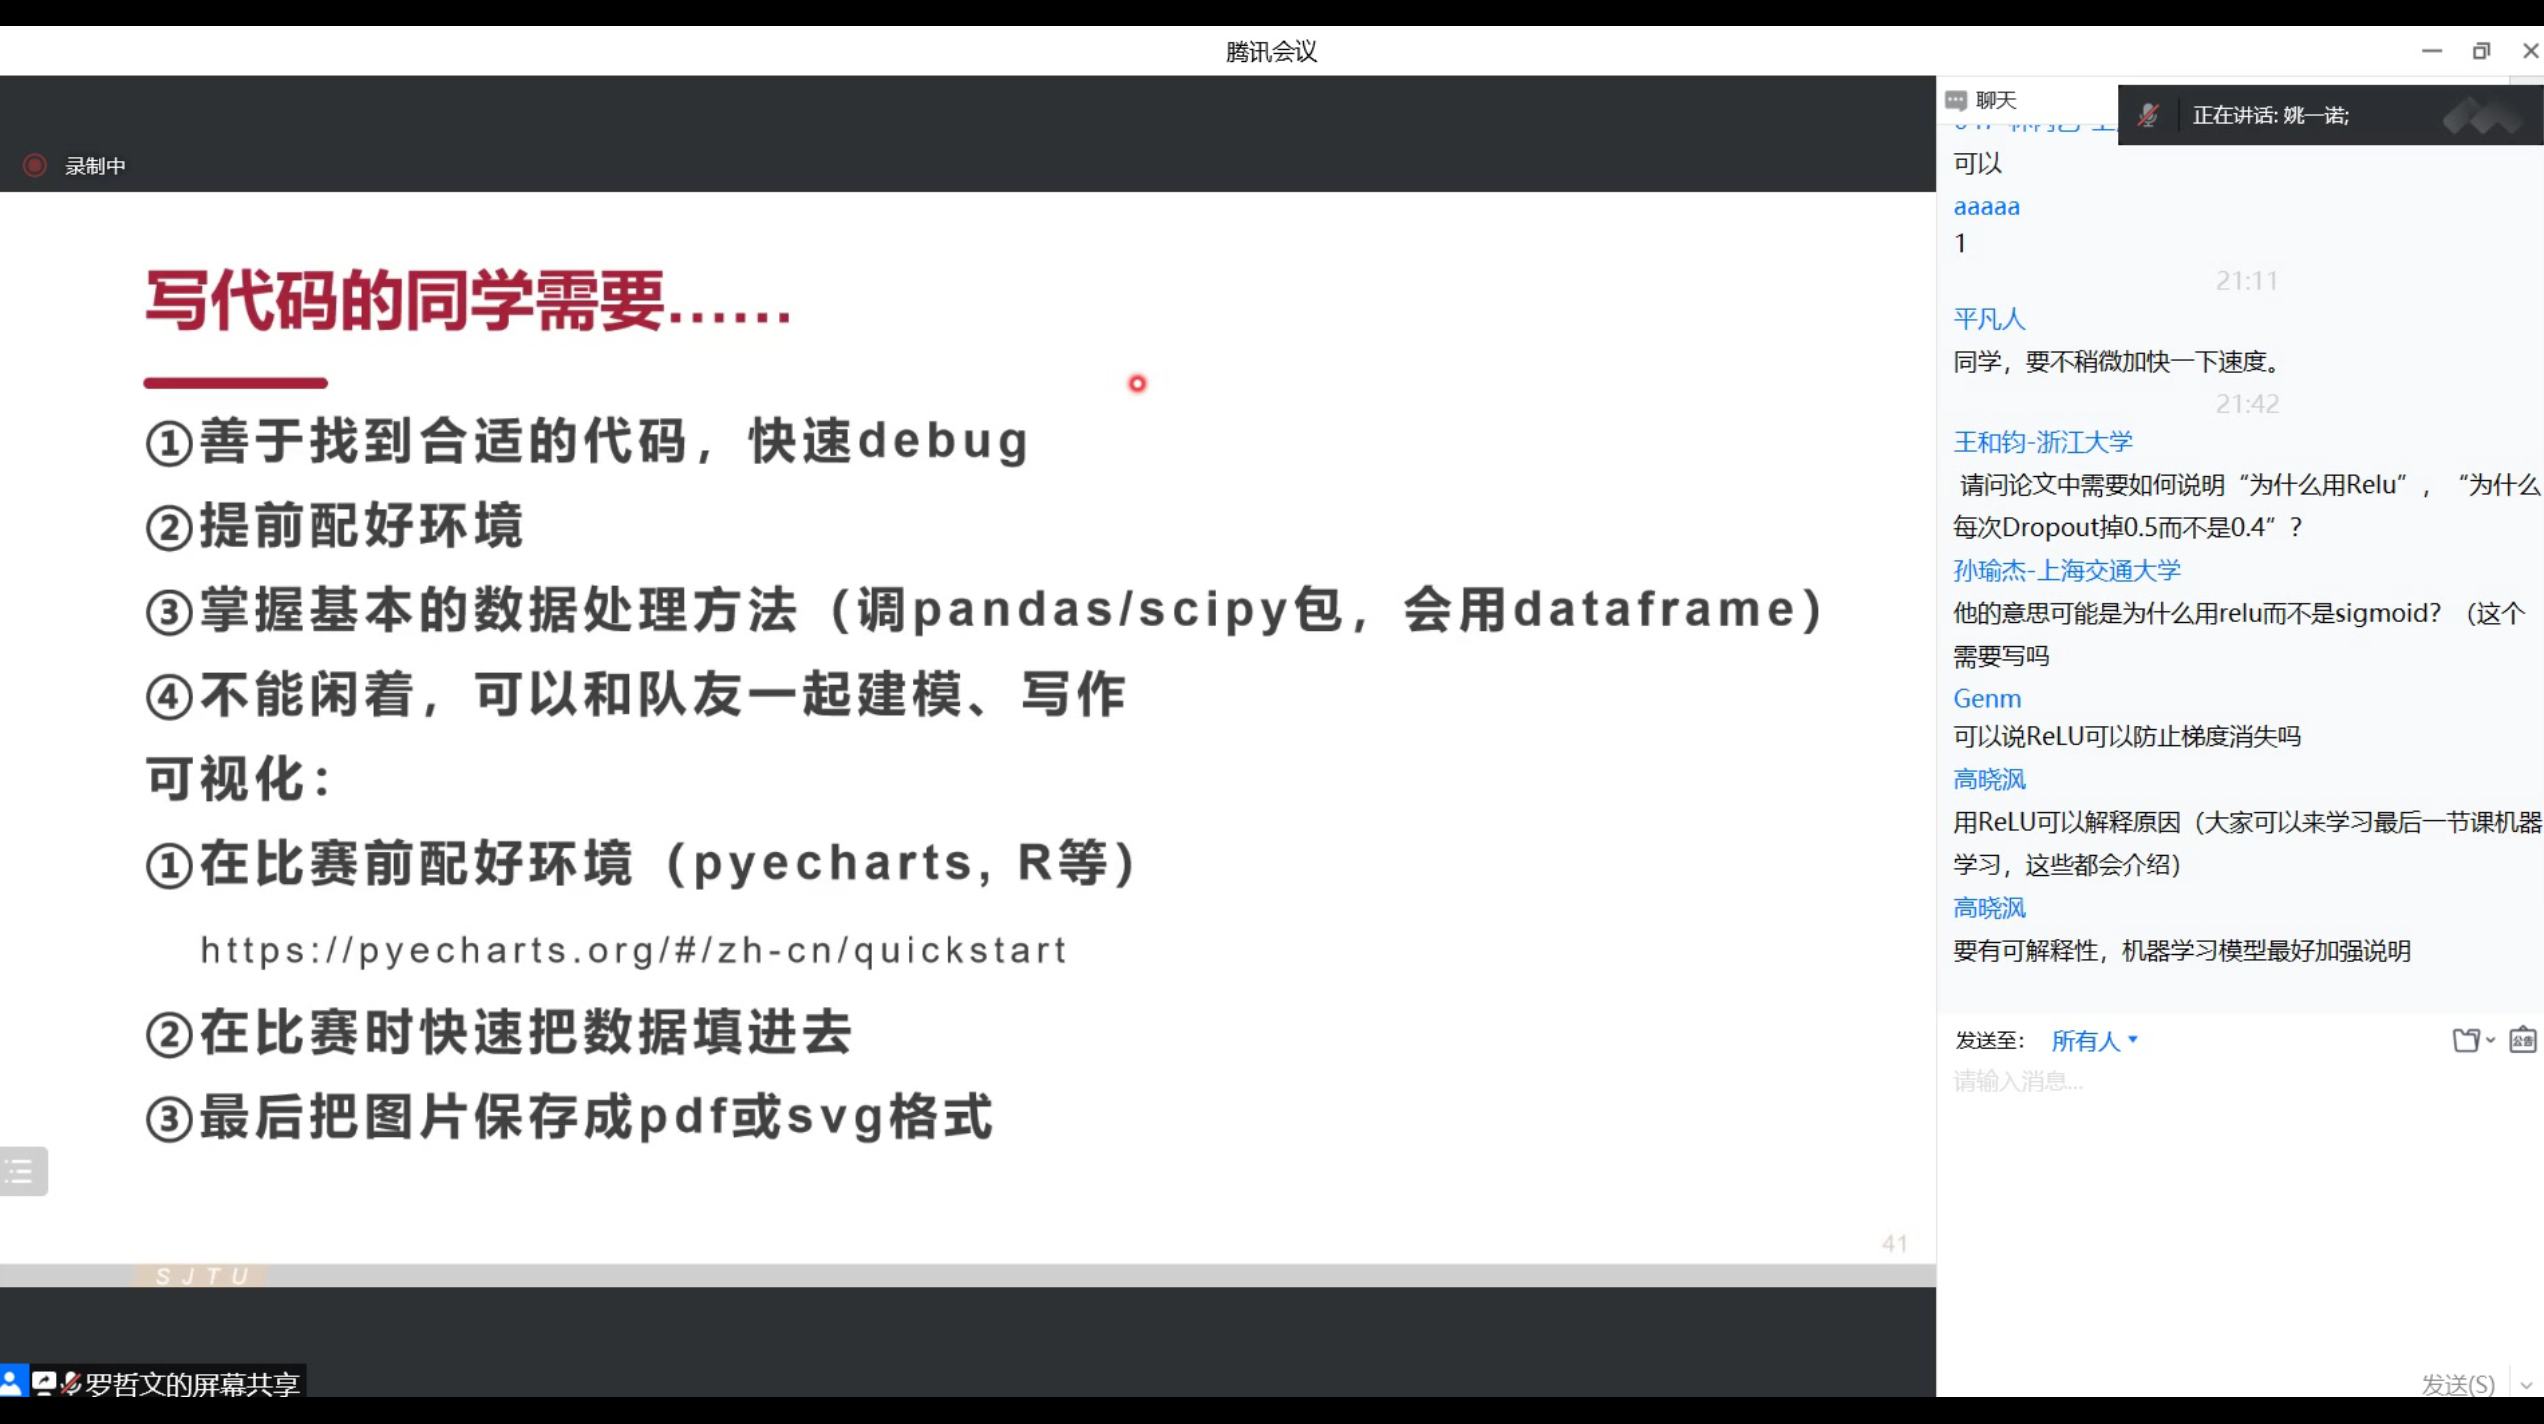 腾讯会议
录制中
写代码的同学需要……
①善于找到合适的代码，快速debug
②提前配好环境
③掌握基本的数据处理方法（调pandas/scipy包，会用dataframe）
④不能闲着，可以和队友一起建模、写作
可视化：
①在比赛前配好环境（pyecharts, R等）
https://pyecharts.org/#/zh-cn/quickstart
②在比赛时快速把数据填进去
③最后把图片保存成pdf或svg格式
41
SJTU
罗哲文的屏幕共享
聊天
正在讲话: 姚一诺;
可以
aaaaa
1
21:11
平凡人
同学，要不稍微加快一下速度。
21:42
王和钧-浙江大学
请问论文中需要如何说明“为什么用Relu”，“为什么
每次Dropout掉0.5而不是0.4”？
孙瑜杰-上海交通大学
他的意思可能是为什么用relu而不是sigmoid？（这个
需要写吗
Genm
可以说ReLU可以防止梯度消失吗
高晓沨
用ReLU可以解释原因（大家可以来学习最后一节课机器
学习，这些都会介绍）
高晓沨
要有可解释性，机器学习模型最好加强说明
发送至： 所有人
公告
请输入消息...
发送(S)